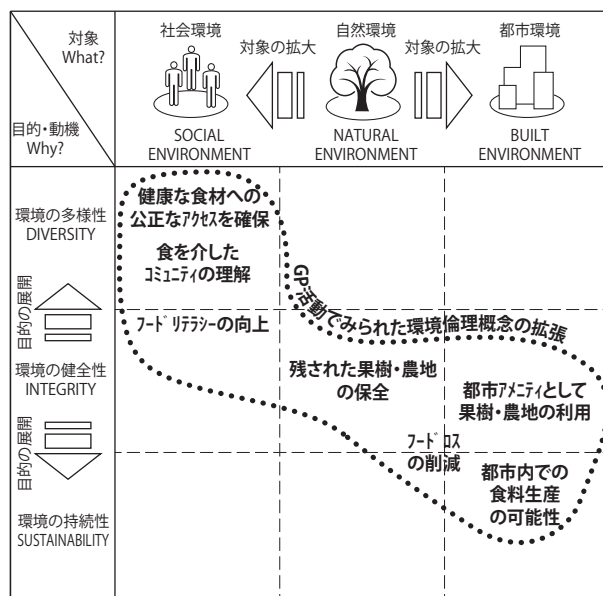 対象
What?
目的・動機
Why?
社会環境
対象の拡大
自然環境
対象の拡大
都市環境
SOCIAL
ENVIRONMENT
NATURAL
ENVIRONMENT
BUILT
ENVIRONMENT
環境の多様性
DIVERSITY
目的の展開
環境の健全性
INTEGRITY
目的の展開
環境の持続性
SUSTAINABILITY
健康な食材への
公正なアクセスを確保
食を介した
コミュニティの理解
フードリテラシーの向上
GP活動でみられた環境倫理概念の拡張
残された果樹・農地
の保全
都市アメニティとして
果樹・農地の利用
フードロス
の削減
都市内での
食料生産
の可能性